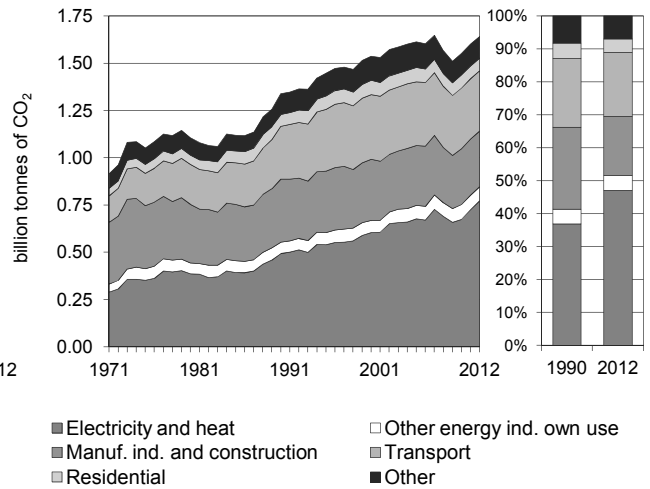 billion tonnes of CO2
1.75
1.50
1.25
1.00
0.75
0.50
0.25
0.00
1971 1981 1991 2001 2012
100%
90%
80%
70%
60%
50%
40%
30%
20%
10%
0%
1990 2012
12
Electricity and heat
Other energy ind. own use
Manuf. ind. and construction
Transport
Residential
Other